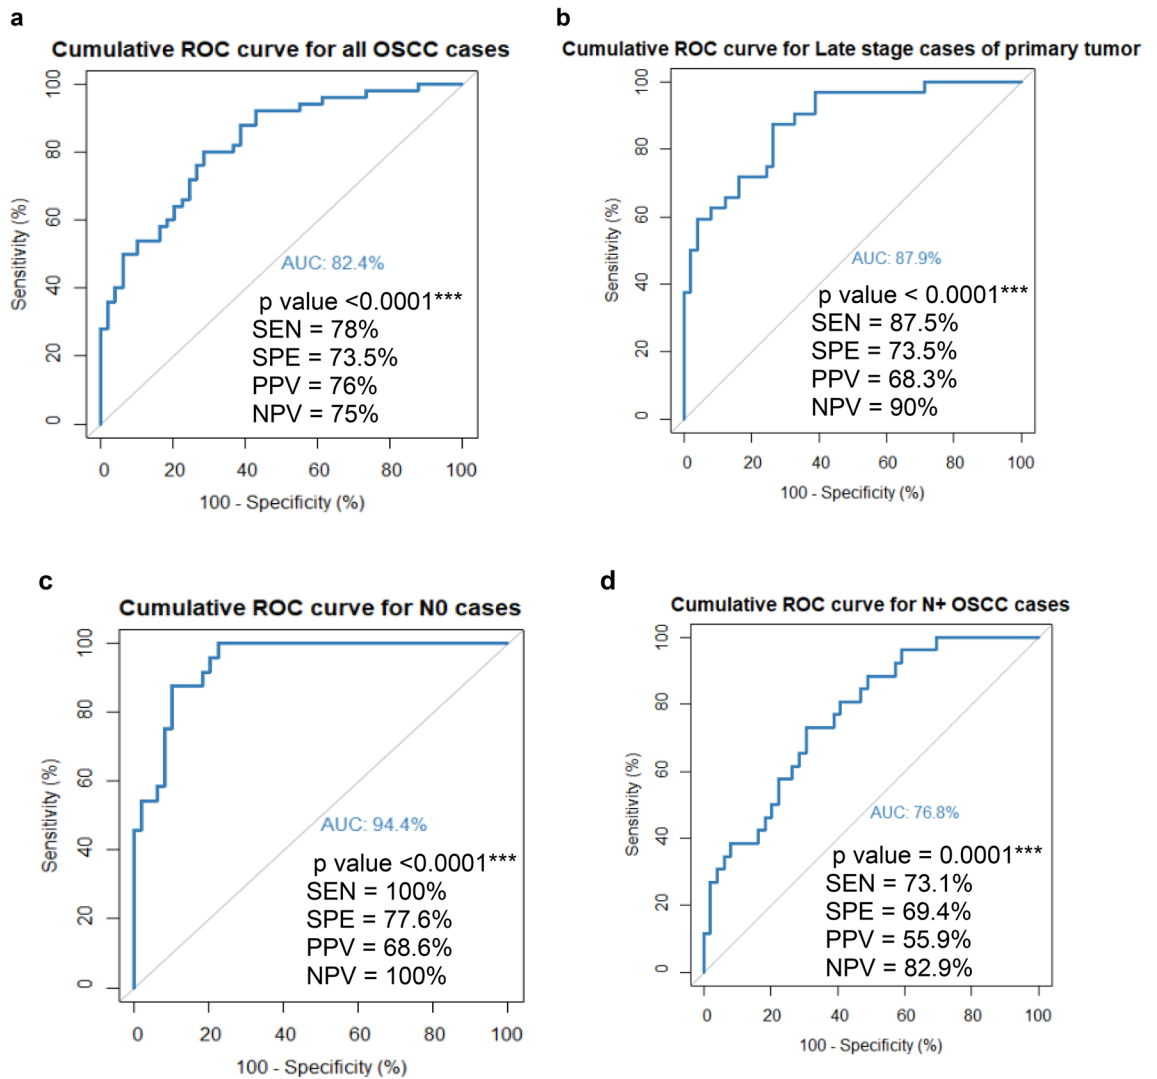 a
Cumulative ROC curve for all OSCC cases
Sensitivity (%)
100
80
60
40
20
0
AUC: 82.4%
p value <0.0001***
SEN = 78%
SPE = 73.5%
PPV = 76%
NPV = 75%
0 20 40 60 80 100
100 - Specificity (%)
b
Cumulative ROC curve for Late stage cases of primary tumor
Sensitivity (%)
100
80
60
40
20
0
AUC: 87.9%
p value < 0.0001***
SEN = 87.5%
SPE = 73.5%
PPV = 68.3%
NPV = 90%
0 20 40 60 80 100
100 - Specificity (%)
c
Cumulative ROC curve for N0 cases
Sensitivity (%)
100
80
60
40
20
0
AUC: 94.4%
p value <0.0001***
SEN = 100%
SPE = 77.6%
PPV = 68.6%
NPV = 100%
0 20 40 60 80 100
100 - Specificity (%)
d
Cumulative ROC curve for N+ OSCC cases
Sensitivity (%)
100
80
60
40
20
0
AUC: 76.8%
p value = 0.0001***
SEN = 73.1%
SPE = 69.4%
PPV = 55.9%
NPV = 82.9%
0 20 40 60 80 100
100 - Specificity (%)